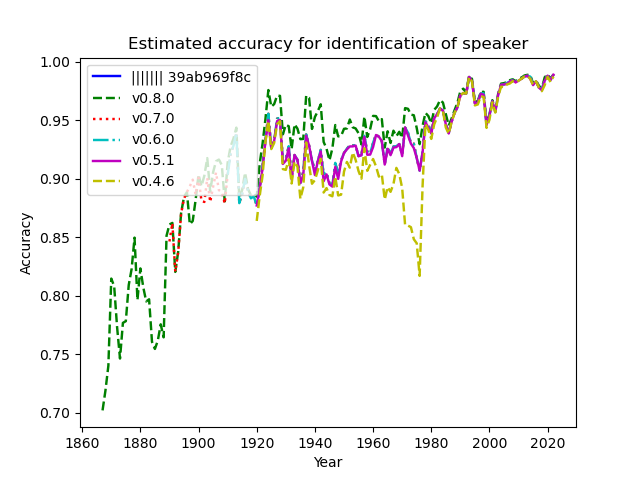 Estimated accuracy for identification of speaker
1.00
0.95
0.90
0.85
0.80
0.75
0.70
Accuracy
||||||| 39ab969f8c
v0.8.0
v0.7.0
v0.6.0
v0.5.1
v0.4.6
1860 1880 1900 1920 1940 1960 1980 2000 2020
Year